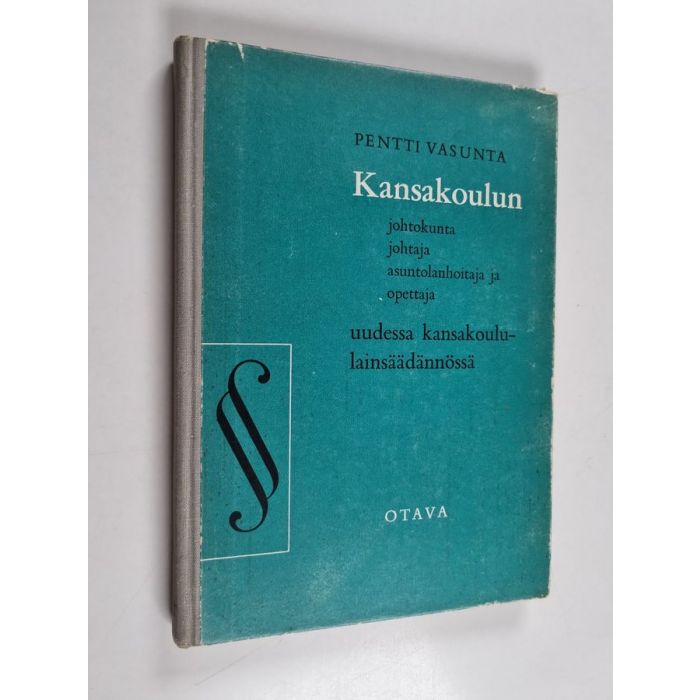 PENTTI VASUNTA
Kansakoulun
johtokunta
johtaja
asuntolanhoitaja ja
opettaja
uudessa kansakoulu-
lainsäädännössä
§
OTAVA